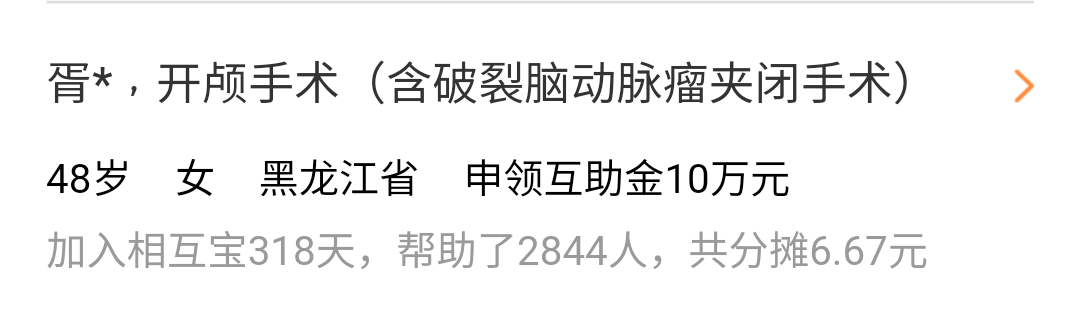 胥*，开颅手术（含破裂脑动脉瘤夹闭手术）
48岁 女 黑龙江省 申领互助金10万元
加入相互宝318天，帮助了2844人，共分摊6.67元